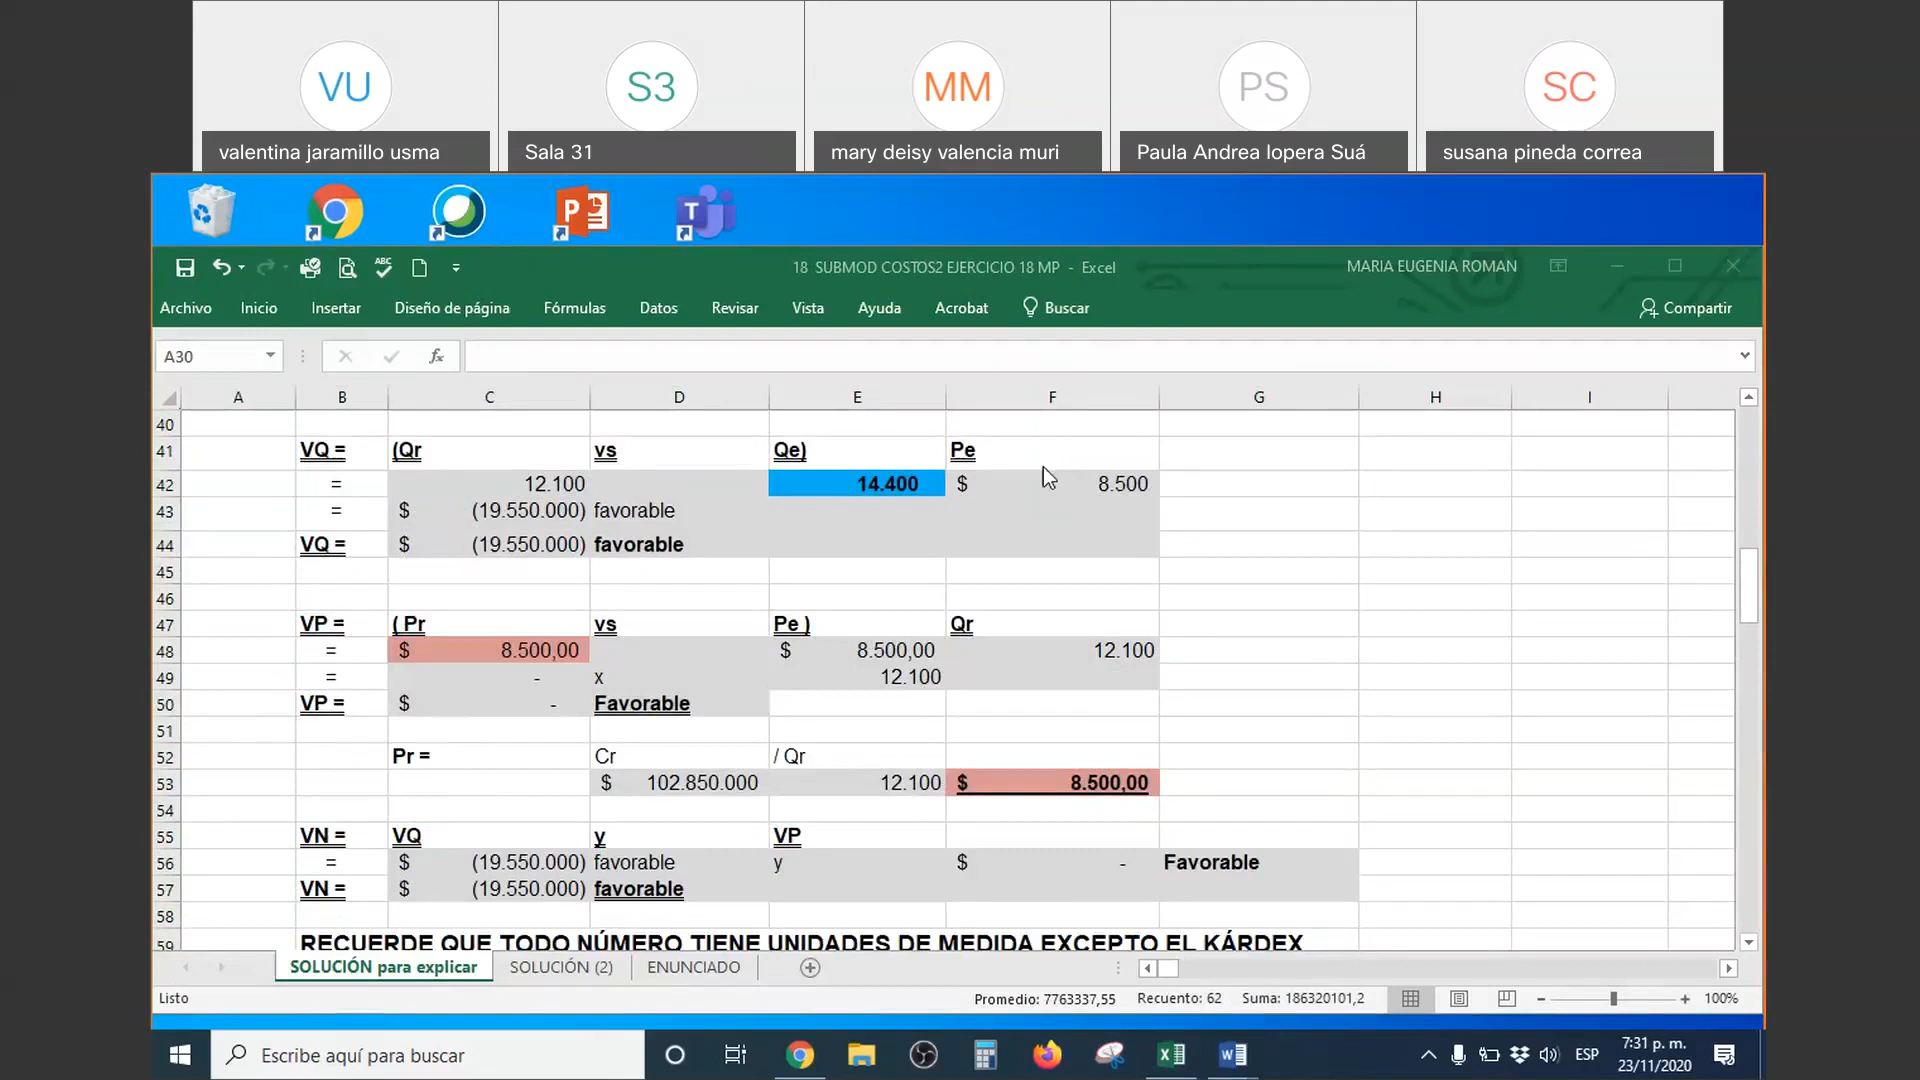 VU S3 MM PS SC
valentina jaramillo usma Sala 31 mary deisy valencia muri Paula Andrea lopera Suá susana pineda correa
18 SUBMOD COSTOS2 EJERCICIO 18 MP - Excel MARIA EUGENIA ROMAN
Archivo Inicio Insertar Diseño de página Fórmulas Datos Revisar Vista Ayuda Acrobat Buscar Compartir
A30 fx
A B C D E F G H I
40
41 VQ = (Qr vs Qe) Pe
42 = 12.100 14.400 $ 8.500
43 = $ (19.550.000) favorable
44 VQ = $ (19.550.000) favorable
45
46
47 VP = ( Pr vs Pe ) Qr
48 = $ 8.500,00 $ 8.500,00 12.100
49 = - x 12.100
50 VP = $ - Favorable
51
52 Pr = Cr / Qr
53 $ 102.850.000 12.100 $ 8.500,00
54
55 VN = VQ y VP
56 = $ (19.550.000) favorable y $ - Favorable
57 VN = $ (19.550.000) favorable
58
59 RECUERDE QUE TODO NÚMERO TIENE UNIDADES DE MEDIDA EXCEPTO EL KÁRDEX
SOLUCIÓN para explicar SOLUCIÓN (2) ENUNCIADO
Listo Promedio: 7763337,55 Recuento: 62 Suma: 186320101,2 - + 100%
Escribe aquí para buscar ESP 7:31 p. m.
23/11/2020